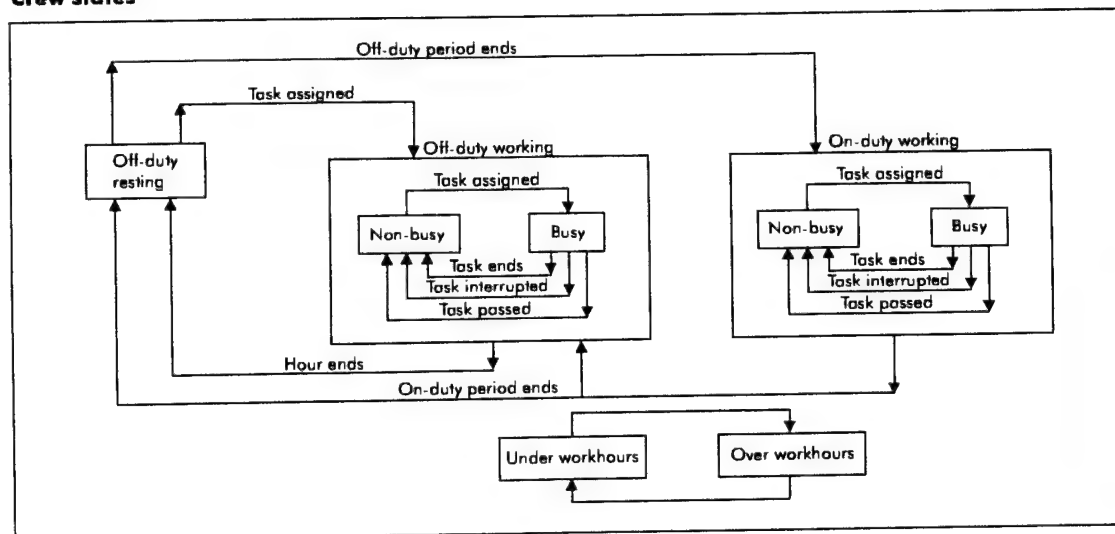 Crew states
Off-duty period ends
Task assigned
Off-duty
resting
Off-duty working
Task assigned
Non-busy
Busy
Task ends
Task interrupted
Task passed
On-duty working
Task assigned
Non-busy
Busy
Task ends
Task interrupted
Task passed
Hour ends
On-duty period ends
Under workhours
Over workhours